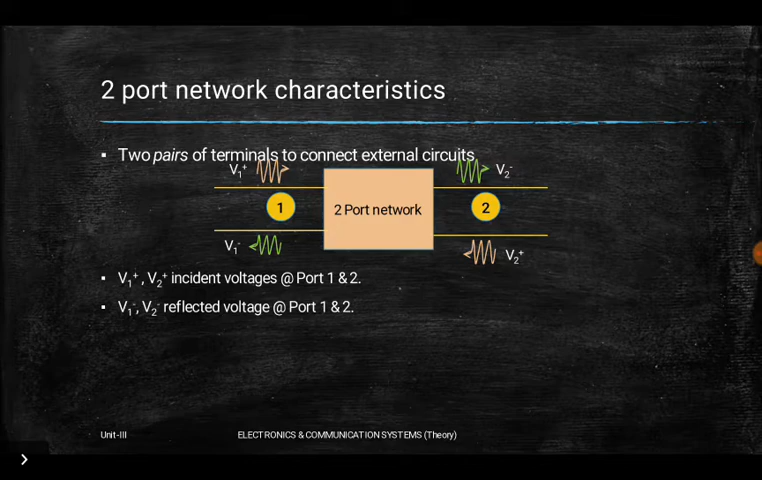 2 port network characteristics
▪ Two pairs of terminals to connect external circuits
V₁⁺ V₂⁻
1 2 Port network 2
V₁⁻ V₂⁺
▪ V₁⁺ , V₂⁺ incident voltages @ Port 1 & 2.
▪ V₁⁻, V₂⁻ reflected voltage @ Port 1 & 2.
Unit-III ELECTRONICS & COMMUNICATION SYSTEMS (Theory)